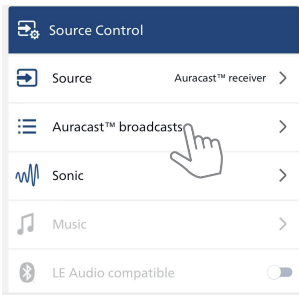 Source Control
Source Auracast™ receiver
Auracast™ broadcasts
Sonic
Music
LE Audio compatible